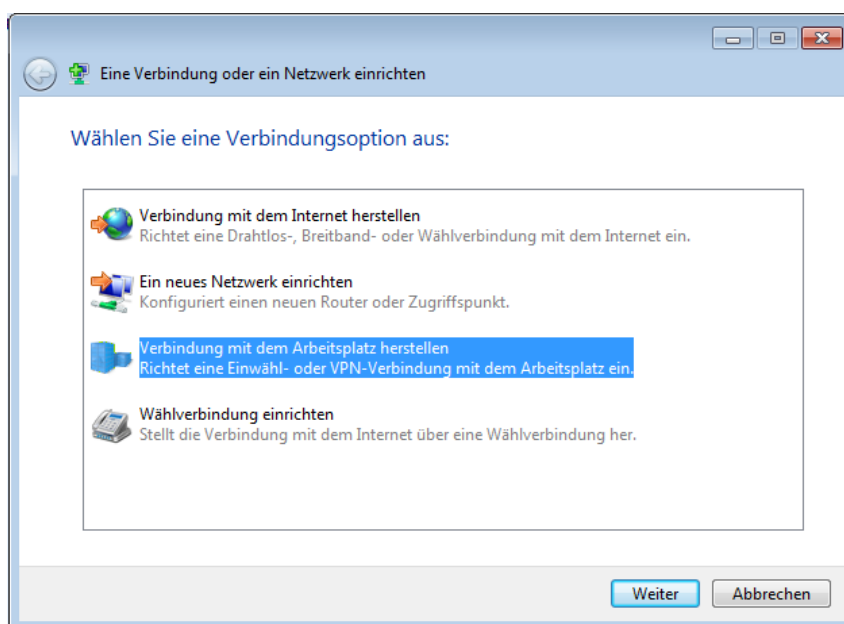 Eine Verbindung oder ein Netzwerk einrichten
Wählen Sie eine Verbindungsoption aus:
Verbindung mit dem Internet herstellen
Richtet eine Drahtlos-, Breitband- oder Wählverbindung mit dem Internet ein.
Ein neues Netzwerk einrichten
Konfiguriert einen neuen Router oder Zugriffspunkt.
Verbindung mit dem Arbeitsplatz herstellen
Richtet eine Einwähl- oder VPN-Verbindung mit dem Arbeitsplatz ein.
Wählverbindung einrichten
Stellt die Verbindung mit dem Internet über eine Wählverbindung her.
Weiter Abbrechen